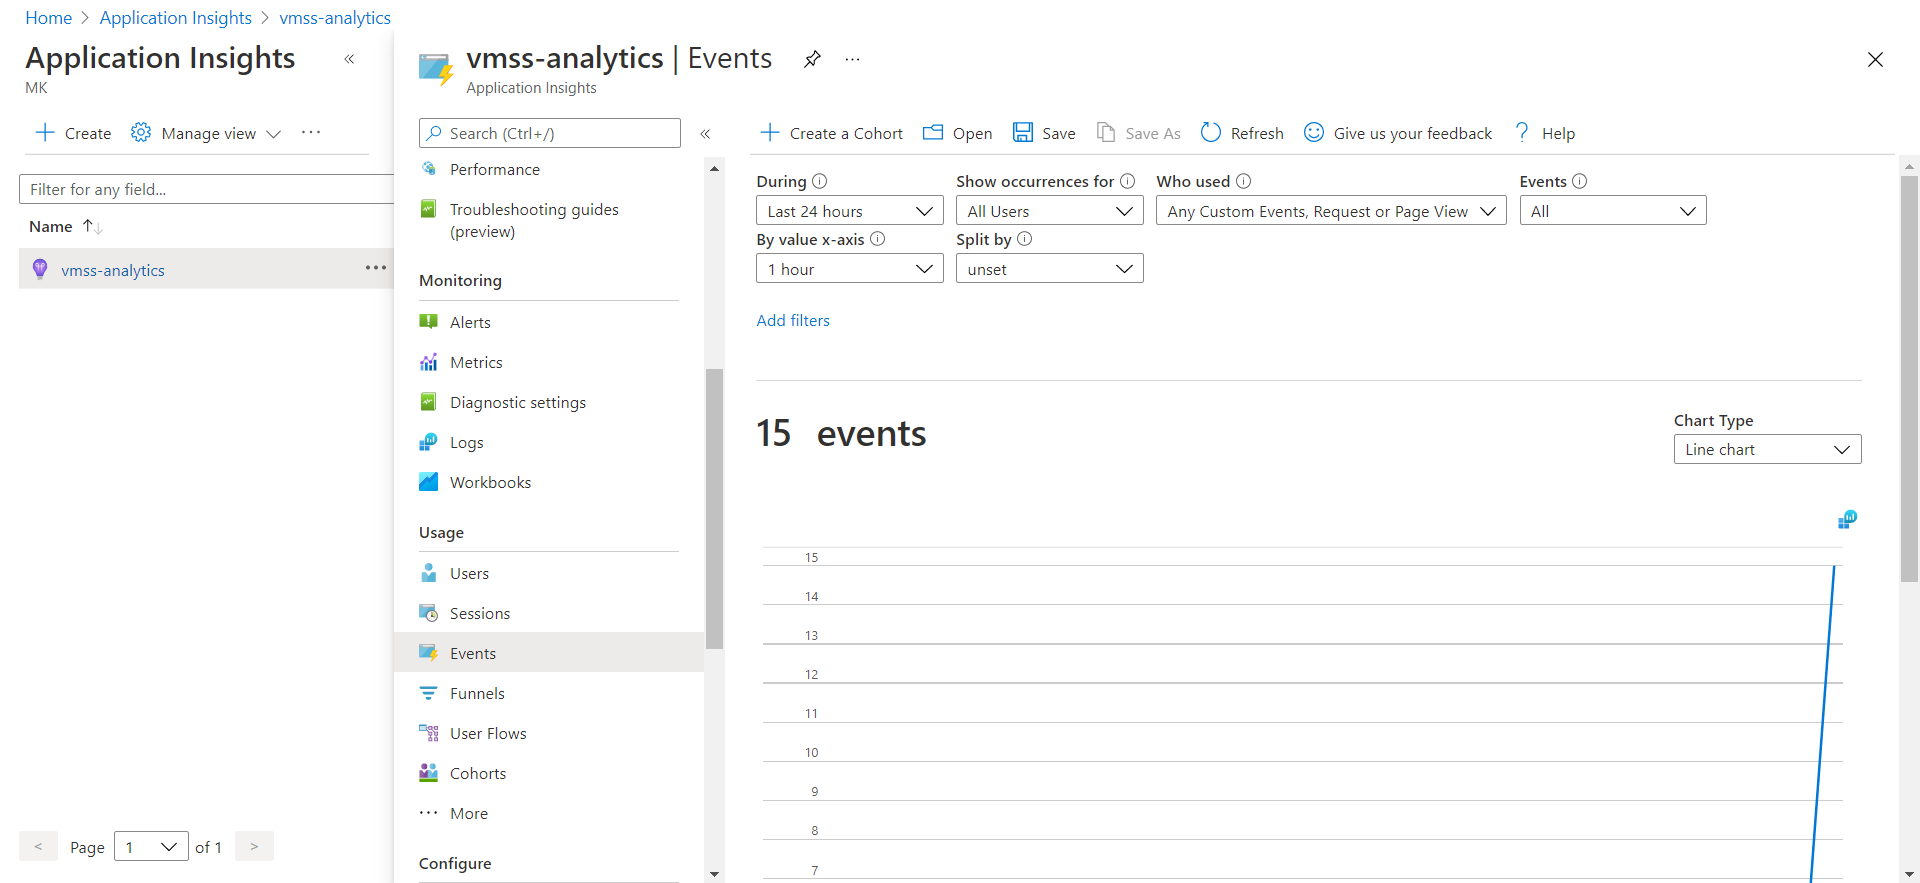 Home > Application Insights > vmss-analytics
Application Insights
MK
Create Manage view
Filter for any field...
Name
vmss-analytics
< Page 1 of 1 >
vmss-analytics | Events
Application Insights
Search (Ctrl+/)
Performance
Troubleshooting guides
(preview)
Monitoring
Alerts
Metrics
Diagnostic settings
Logs
Workbooks
Usage
Users
Sessions
Events
Funnels
User Flows
Cohorts
More
Configure
Create a Cohort Open Save Save As Refresh Give us your feedback Help
During Show occurrences for Who used Events
Last 24 hours All Users Any Custom Events, Request or Page View All
By value x-axis Split by
1 hour unset
Add filters
15 events
Chart Type
Line chart
15
14
13
12
11
10
9
8
7